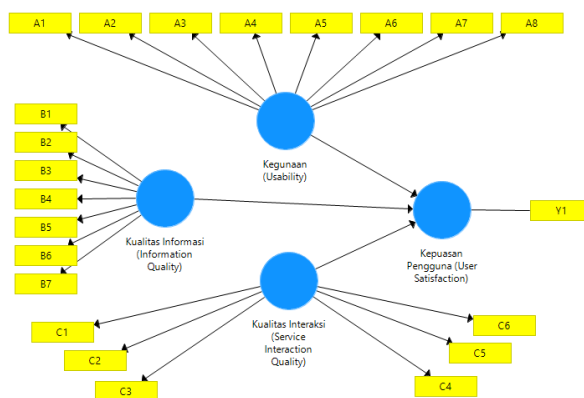 A1 A2 A3 A4 A5 A6 A7 A8
B1
B2
B3
B4
B5
B6
B7
Kegunaan
(Usability)
Kualitas Informasi
(Information
Quality)
Kepuasan
Pengguna (User
Satisfaction)
Y1
Kualitas Interaksi
(Service
Interaction
Quality)
C1
C2
C3
C6
C5
C4